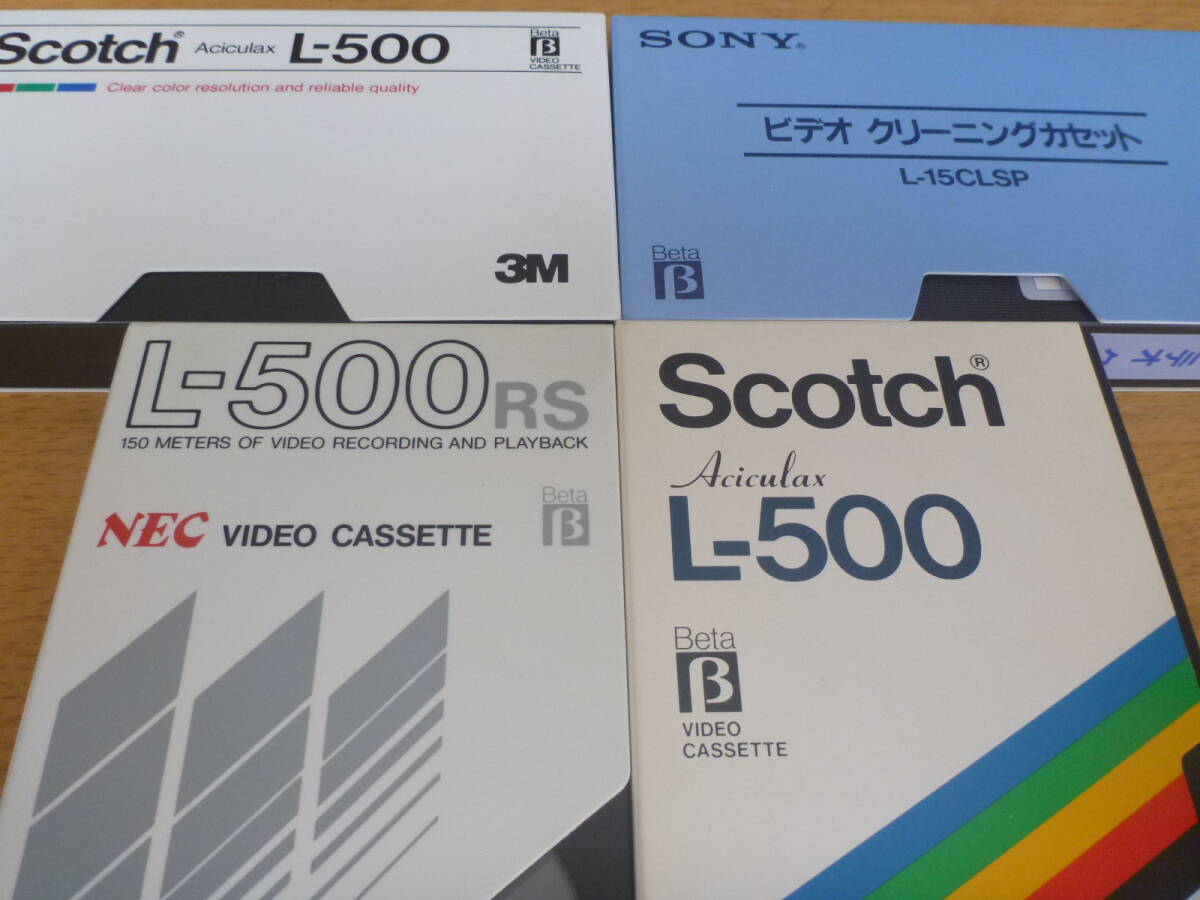 Scotch® Aciculax L-500
Beta
β
VIDEO
CASSETTE
Clear color resolution and reliable quality
3M
SONY®
ビデオ クリーニングカセット
L-15CLSP
Beta
β
L-500RS
150 METERS OF VIDEO RECORDING AND PLAYBACK
Beta
β
NEC VIDEO CASSETTE
Scotch®
Aciculax
L-500
Beta
β
VIDEO
CASSETTE